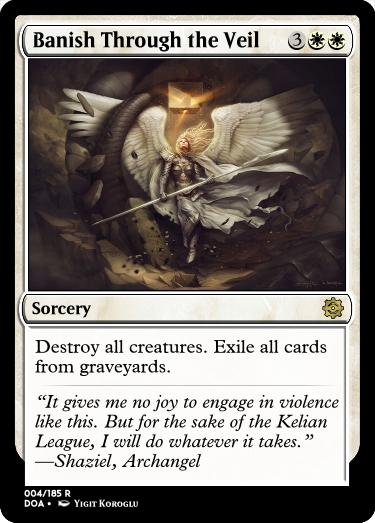 Banish Through the Veil 3
Sorcery
Destroy all creatures. Exile all cards
from graveyards.
“It gives me no joy to engage in violence
like this. But for the sake of the Kelian
League, I will do whatever it takes.”
—Shaziel, Archangel
004/185 R
DOA • Yigit Koroglu